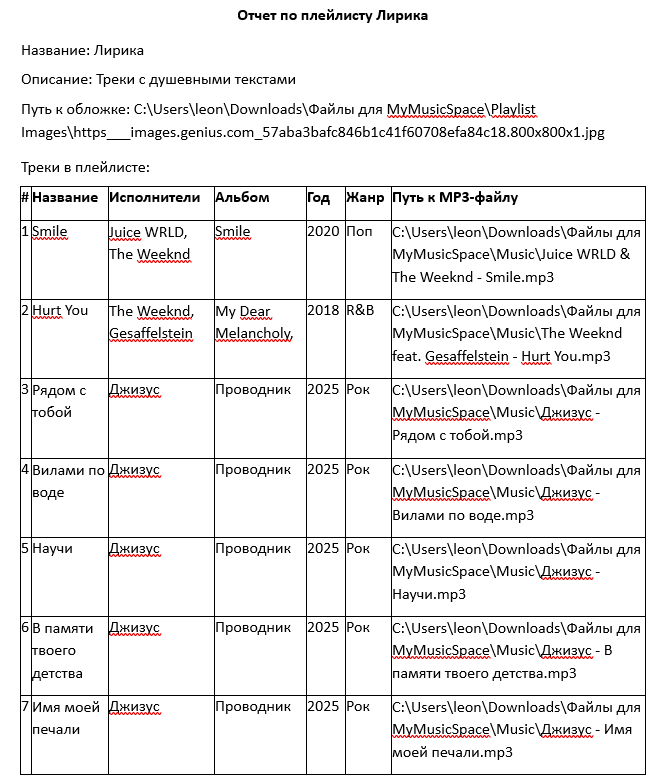 Отчет по плейлисту Лирика
Название: Лирика
Описание: Треки с душевными текстами
Путь к обложке: C:\Users\leon\Downloads\Файлы для MyMusicSpace\Playlist
Images\https___images.genius.com_57aba3bafc846b1c41f60708efa84c18.800x800x1.jpg
Треки в плейлисте:
# Название Исполнители Альбом Год Жанр Путь к MP3-файлу
1 Smile Juice WRLD, Smile 2020 Поп C:\Users\leon\Downloads\Файлы для
The Weeknd MyMusicSpace\Music\Juice WRLD &
The Weeknd - Smile.mp3
2 Hurt You The Weeknd, My Dear 2018 R&B C:\Users\leon\Downloads\Файлы для
Gesaffelstein Melancholy, MyMusicSpace\Music\The Weeknd
feat. Gesaffelstein - Hurt You.mp3
3 Рядом с Джизус Проводник 2025 Рок C:\Users\leon\Downloads\Файлы для
тобой MyMusicSpace\Music\Джизус -
Рядом с тобой.mp3
4 Вилами по Джизус Проводник 2025 Рок C:\Users\leon\Downloads\Файлы для
воде MyMusicSpace\Music\Джизус -
Вилами по воде.mp3
5 Научи Джизус Проводник 2025 Рок C:\Users\leon\Downloads\Файлы для
MyMusicSpace\Music\Джизус -
Научи.mp3
6 В памяти Джизус Проводник 2025 Рок C:\Users\leon\Downloads\Файлы для
твоего MyMusicSpace\Music\Джизус - В
детства памяти твоего детства.mp3
7 Имя моей Джизус Проводник 2025 Рок C:\Users\leon\Downloads\Файлы для
печали MyMusicSpace\Music\Джизус - Имя
моей печали.mp3